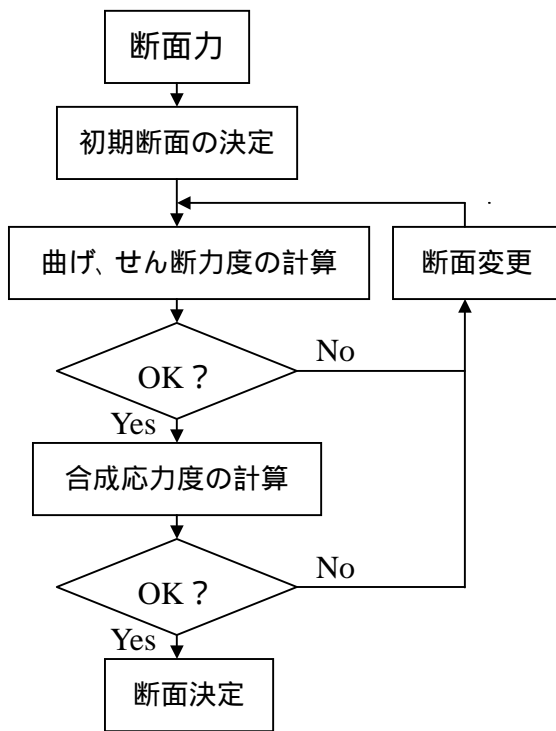 断面力
初期断面の決定
曲げ、せん断力度の計算
断面変更
OK？
No
Yes
合成応力度の計算
OK？
No
Yes
断面決定